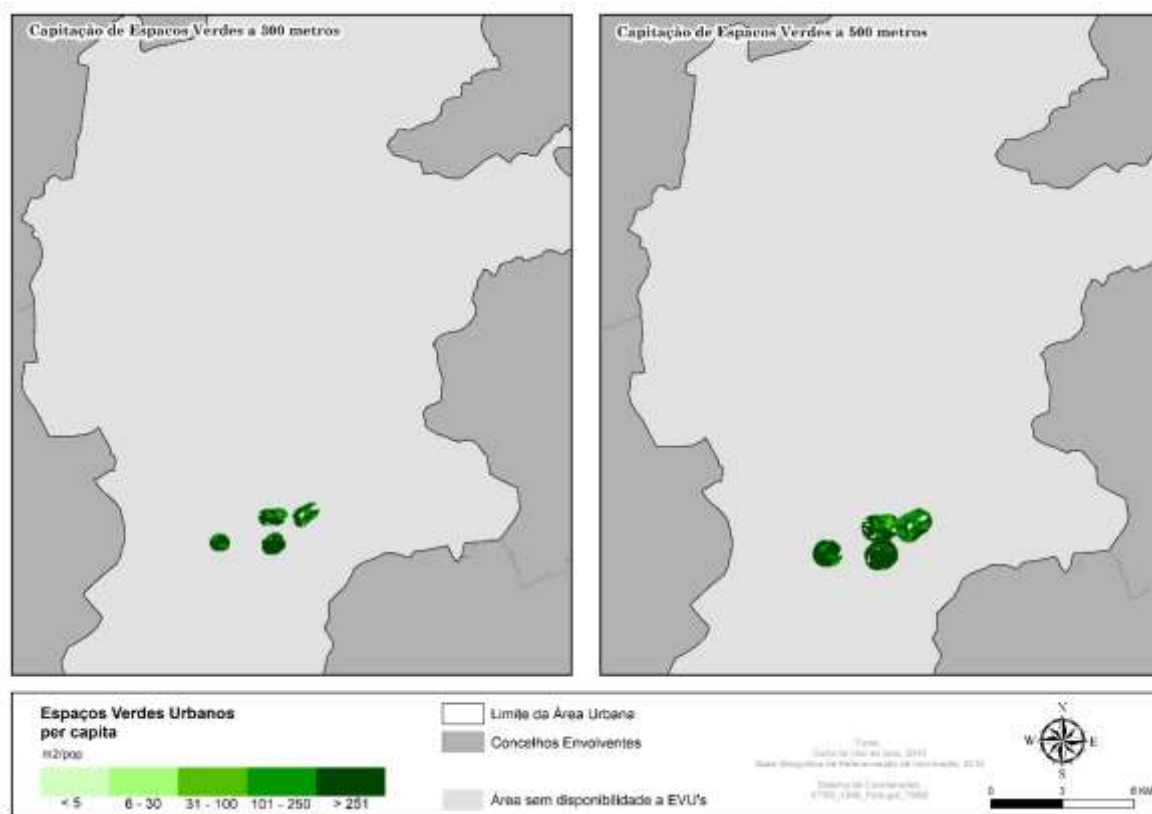 Capitação de Espacos Verdes a 300 metros
Capitação de Espacos Verdes a 500 metros
Espaços Verdes Urbanos
per capita
m2/pop
< 5 6 - 30 31 - 100 101 - 250 > 251
Limite da Área Urbana
Concelhos Envolventes
Área sem disponibilidade a EVU's
N
W E
S
0 3 6 KM